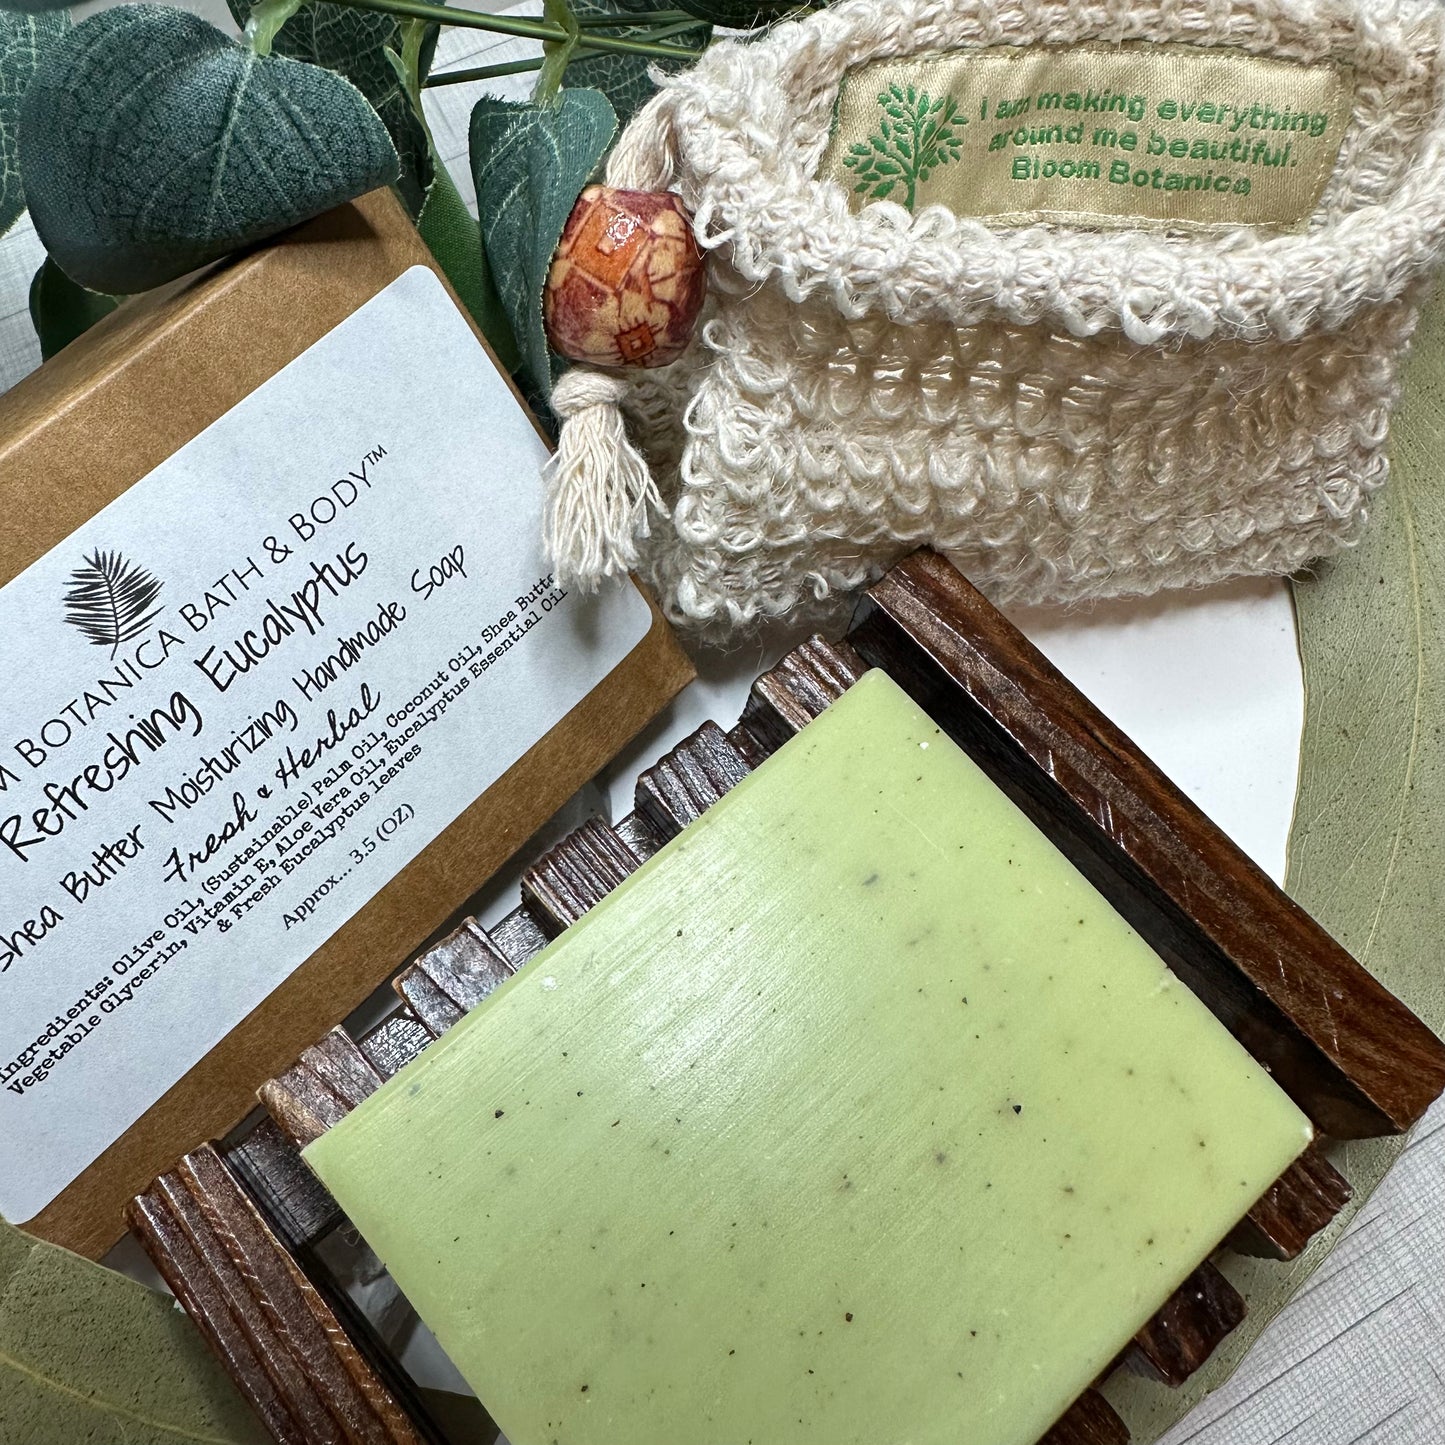 I am making everything
around me beautiful.
Bloom Botanica
BOTANICA BATH & BODY™
Refreshing Eucalyptus
Shea Butter Moisturizing Handmade Soap
Fresh & Herbal
Ingredients: Olive Oil, (Sustainable) Palm Oil, Coconut Oil, Shea Butte
Vegetable Glycerin, Vitamin E, Aloe Vera Oil, Eucalyptus Essential Oil
& Fresh Eucalyptus leaves
Approx... 3.5 (OZ)